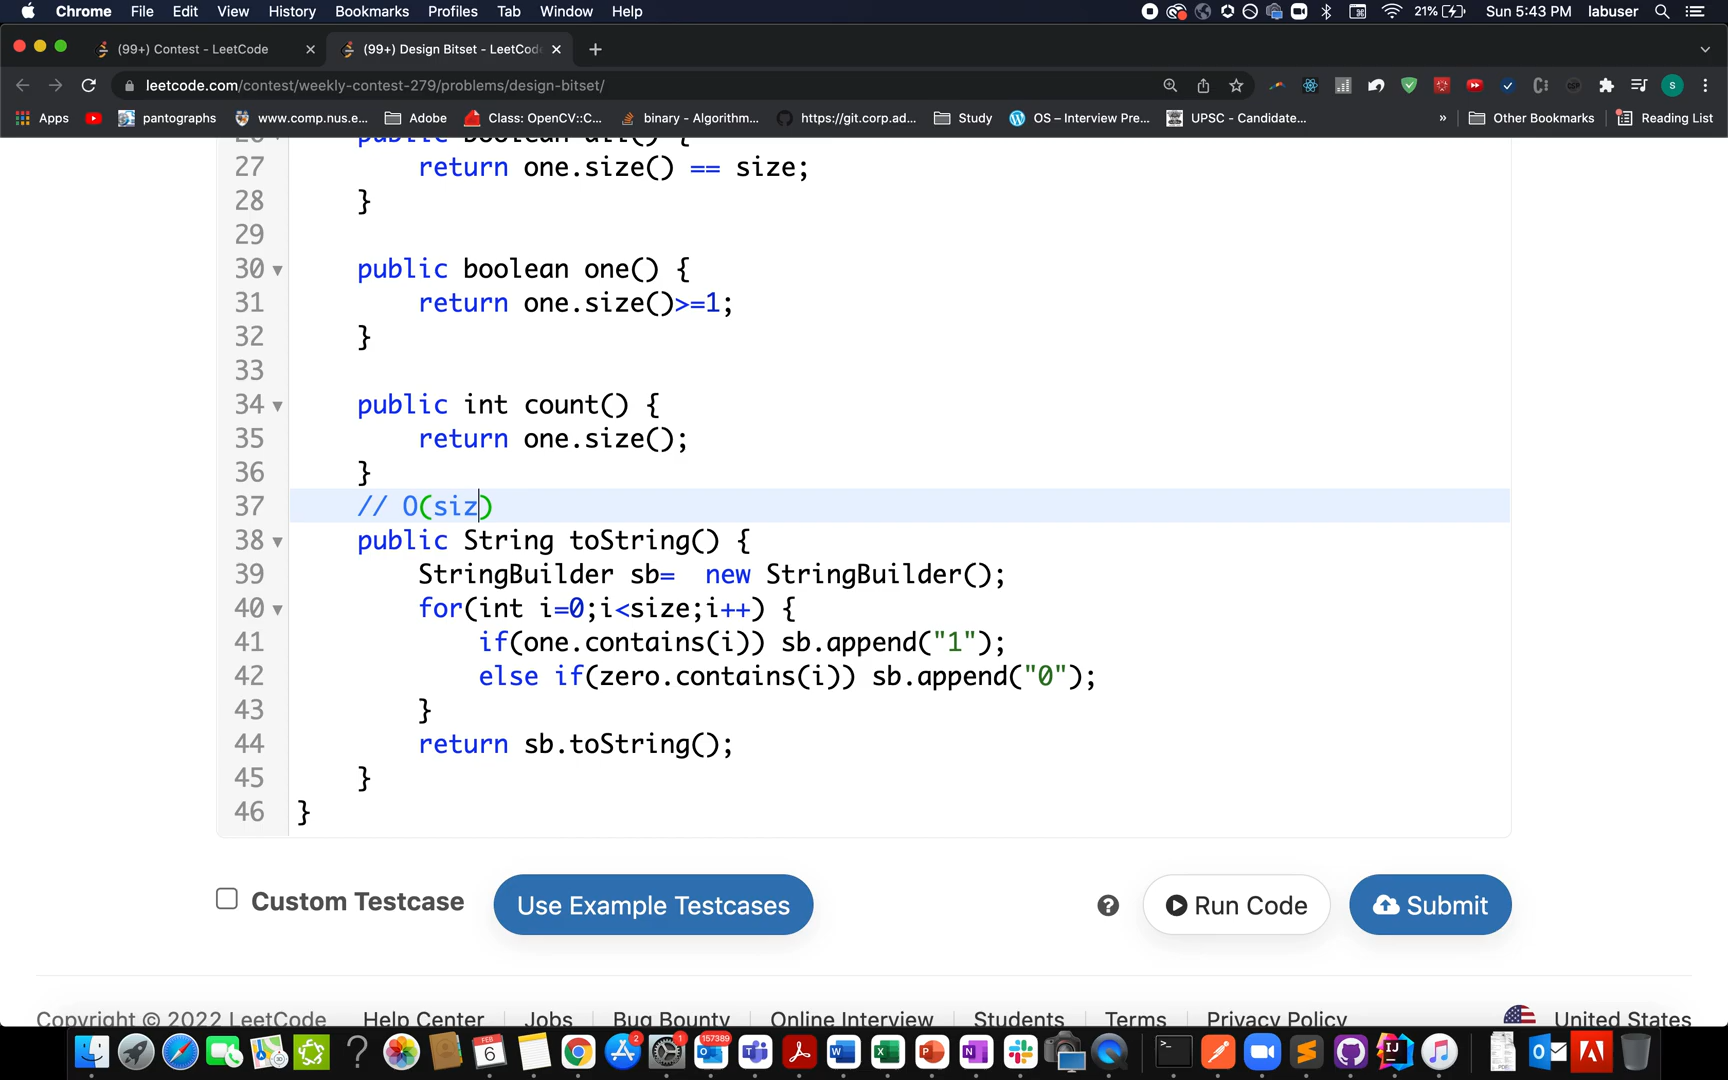 Chrome File Edit View History Bookmarks Profiles Tab Window Help 21% Sun 5:43 PM labuser
(99+) Contest - LeetCode (99+) Design Bitset - LeetCod
leetcode.com/contest/weekly-contest-279/problems/design-bitset/
Apps pantographs www.comp.nus.e... Adobe Class: OpenCV::C... binary - Algorithm... https://git.corp.ad... Study OS – Interview Pre... UPSC - Candidate... » Other Bookmarks Reading List
27 return one.size() == size;
28 }
29
30 public boolean one() {
31 return one.size()>=1;
32 }
33
34 public int count() {
35 return one.size();
36 }
37 // O(siz)
38 public String toString() {
39 StringBuilder sb=  new StringBuilder();
40 for(int i=0;i<size;i++) {
41 if(one.contains(i)) sb.append("1");
42 else if(zero.contains(i)) sb.append("0");
43 }
44 return sb.toString();
45 }
46 }
Custom Testcase Use Example Testcases Run Code Submit
Copyright © 2022 LeetCode Help Center Jobs Bug Bounty Online Interview Students Terms Privacy Policy United States